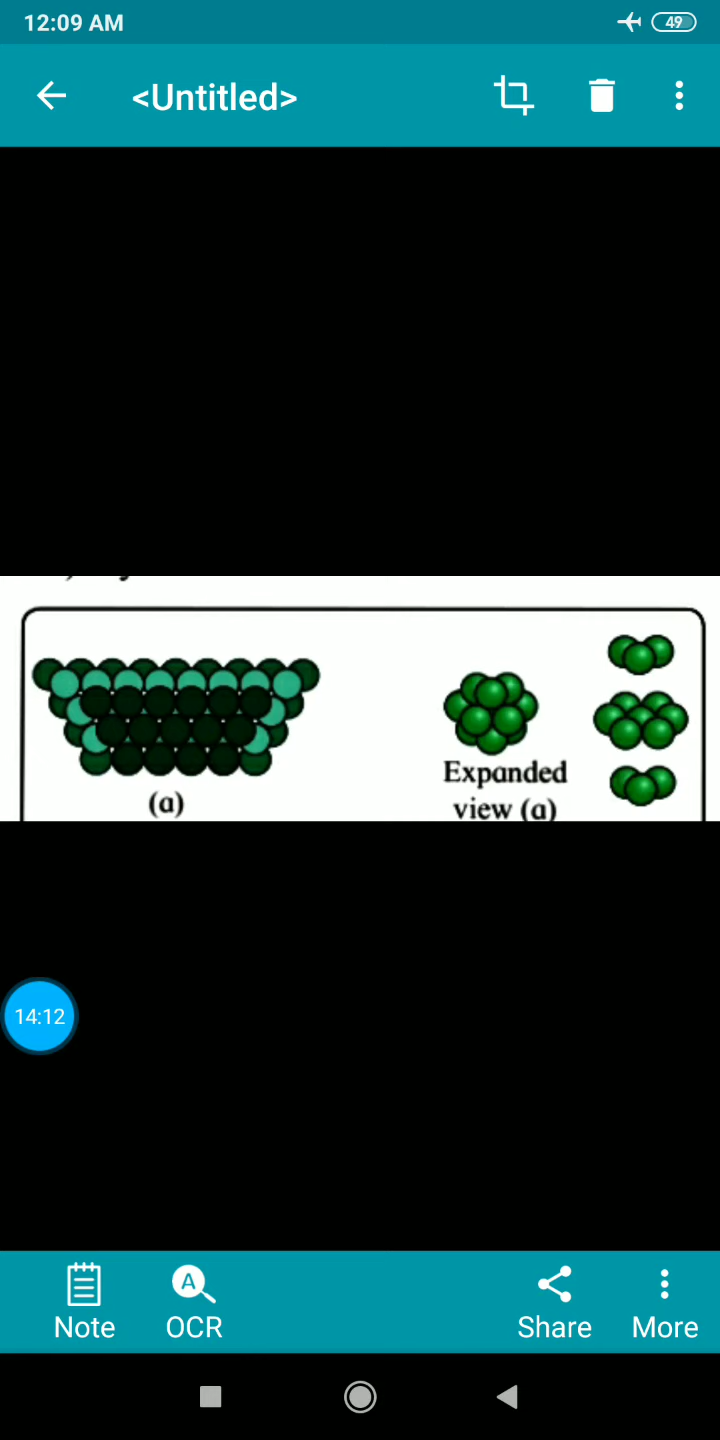 12:09 AM
49
<Untitled>
(a)
Expanded
view (a)
14:12
A
Note
OCR
Share
More